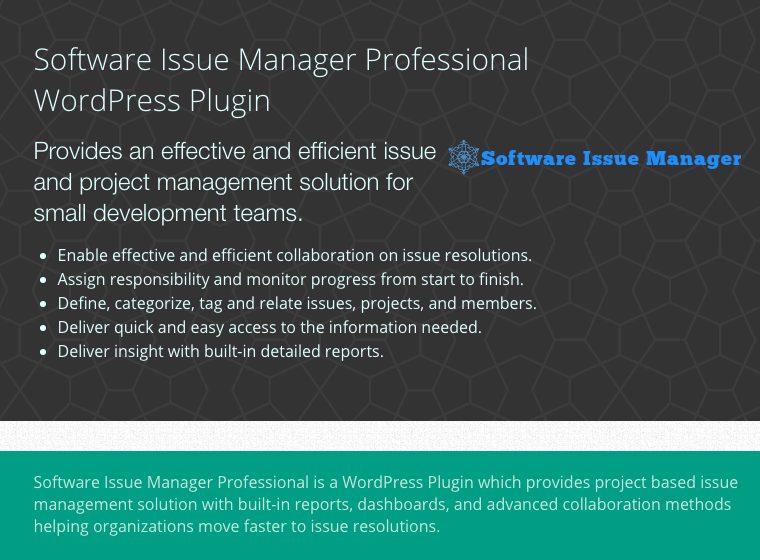 Software Issue Manager Professional
WordPress Plugin
Provides an effective and efficient issue
and project management solution for
small development teams.
Software Issue Manager
Enable effective and efficient collaboration on issue resolutions.
Assign responsibility and monitor progress from start to finish.
Define, categorize, tag and relate issues, projects, and members.
Deliver quick and easy access to the information needed.
Deliver insight with built-in detailed reports.
Software Issue Manager Professional is a WordPress Plugin which provides project based issue
management solution with built-in reports, dashboards, and advanced collaboration methods
helping organizations move faster to issue resolutions.